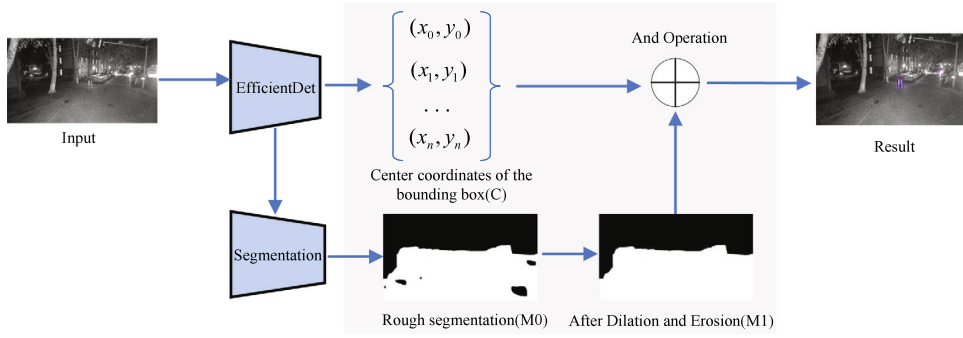 Input
EfficientDet
(x₀, y₀)
(x₁, y₁)
...
(xₙ, yₙ)
Center coordinates of the
bounding box(C)
And Operation
Result
Segmentation
Rough segmentation(M0)
After Dilation and Erosion(M1)